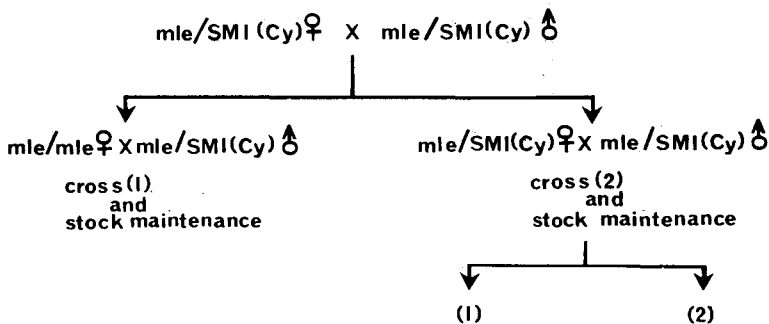 mle/SMI(Cy)♀ X mle/SMI(Cy)♂
mle/mle♀Xmle/SMI(Cy)♂
cross(1)
and
stock maintenance
mle/SMI(Cy)♀X mle/SMI(Cy)♂
cross(2)
and
stock maintenance
(1)
(2)